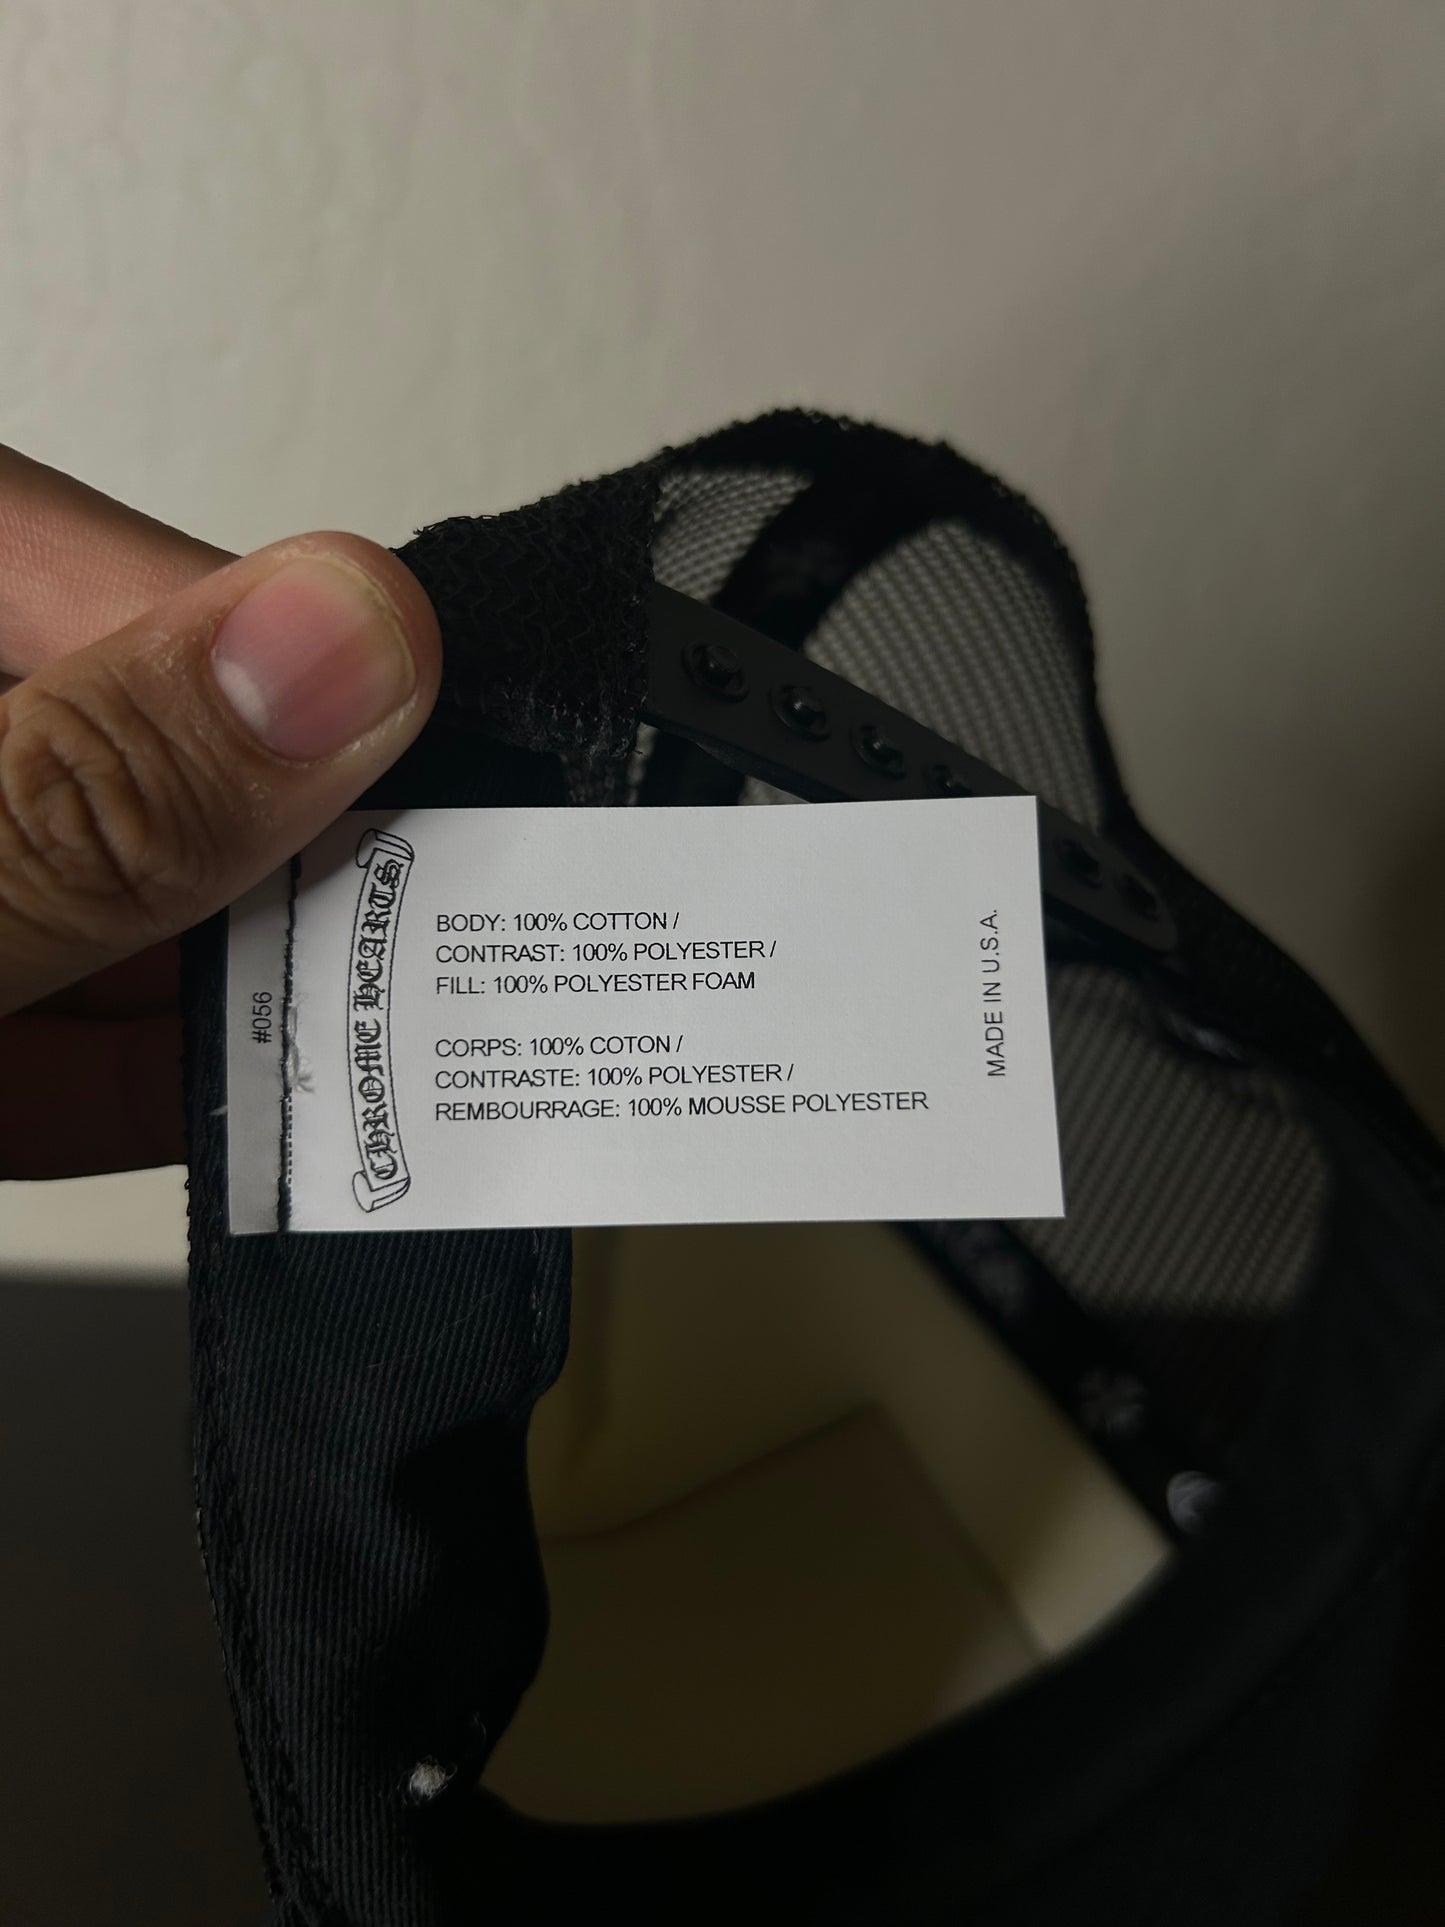 #056
CHROME HEARTS
BODY: 100% COTTON /
CONTRAST: 100% POLYESTER /
FILL: 100% POLYESTER FOAM
CORPS: 100% COTON /
CONTRASTE: 100% POLYESTER /
REMBOURRAGE: 100% MOUSSE POLYESTER
MADE IN U.S.A.